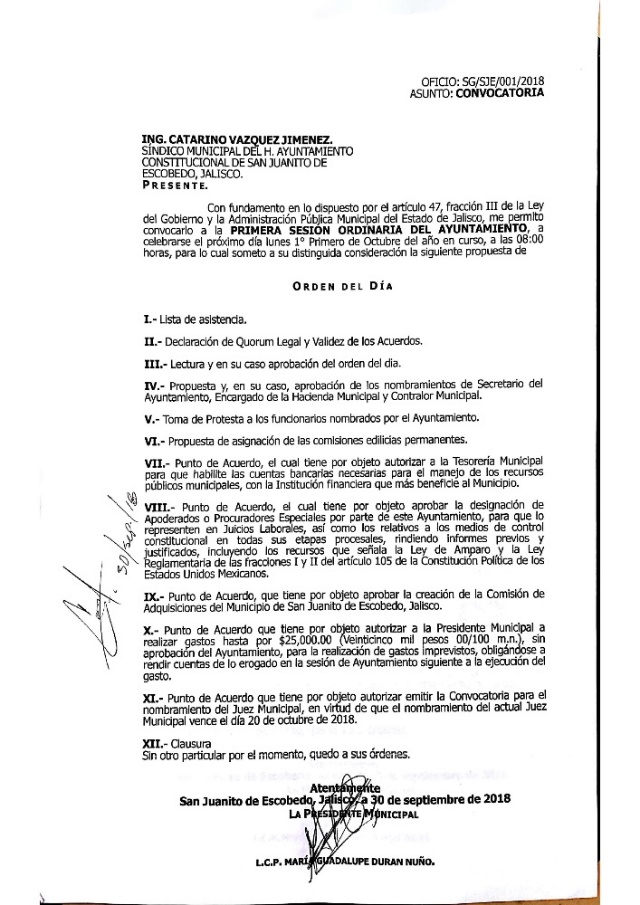 OFICIO: SG/SJE/001/2018
ASUNTO: CONVOCATORIA
ING. CATARINO VAZQUEZ JIMENEZ.
SÍNDICO MUNICIPAL DEL H. AYUNTAMIENTO
CONSTITUCIONAL DE SAN JUANITO DE
ESCOBEDO, JALISCO.
PRESENTE.
Con fundamento en lo dispuesto por el artículo 47, fracción III de la Ley
del Gobierno y la Administración Pública Municipal del Estado de Jalisco, me permito
convocarlo a la PRIMERA SESIÓN ORDINARIA DEL AYUNTAMIENTO, a
celebrarse el próximo día lunes 1° Primero de Octubre del año en curso, a las 08:00
horas, para lo cual someto a su distinguida consideración la siguiente propuesta de
ORDEN DEL DÍA
I.- Lista de asistencia.
II.- Declaración de Quorum Legal y Validez de los Acuerdos.
III.- Lectura y en su caso aprobación del orden del dia.
IV.- Propuesta y, en su caso, aprobación de los nombramientos de Secretario del
Ayuntamiento, Encargado de la Hacienda Municipal y Contralor Municipal.
V.- Toma de Protesta a los funcionarios nombrados por el Ayuntamiento.
VI.- Propuesta de asignación de las comisiones edilicias permanentes.
VII.- Punto de Acuerdo, el cual tiene por objeto autorizar a la Tesorería Municipal
para que habilite las cuentas bancarias necesarias para el manejo de los recursos
públicos municipales, con la Institución financiera que más beneficie al Municipio.
VIII.- Punto de Acuerdo, el cual tiene por objeto aprobar la designación de
Apoderados o Procuradores Especiales por parte de este Ayuntamiento, para que lo
representen en Juicios Laborales, así como los relativos a los medios de control
constitucional en todas sus etapas procesales, rindiendo informes previos y
justificados, incluyendo los recursos que señala la Ley de Amparo y la Ley
Reglamentaria de las fracciones I y II del artículo 105 de la Constitución Política de los
Estados Unidos Mexicanos.
30/sep./18
IX.- Punto de Acuerdo, que tiene por objeto aprobar la creación de la Comisión de
Adquisiciones del Municipio de San Juanito de Escobedo, Jalisco.
X.- Punto de Acuerdo que tiene por objeto autorizar a la Presidente Municipal a
realizar gastos hasta por $25,000.00 (Veinticinco mil pesos 00/100 m.n.), sin
aprobación del Ayuntamiento, para la realización de gastos imprevistos, obligándose a
rendir cuentas de lo erogado en la sesión de Ayuntamiento siguiente a la ejecución del
gasto.
XI.- Punto de Acuerdo que tiene por objeto autorizar emitir la Convocatoria para el
nombramiento del Juez Municipal, en virtud de que el nombramiento del actual Juez
Municipal vence el día 20 de octubre de 2018.
XII.- Clausura
Sin otro particular por el momento, quedo a sus órdenes.
Atentamente
San Juanito de Escobedo, Jalisco, a 30 de septiembre de 2018
LA PRESIDENTE MUNICIPAL
L.C.P. MARÍA GUADALUPE DURAN NUÑO.